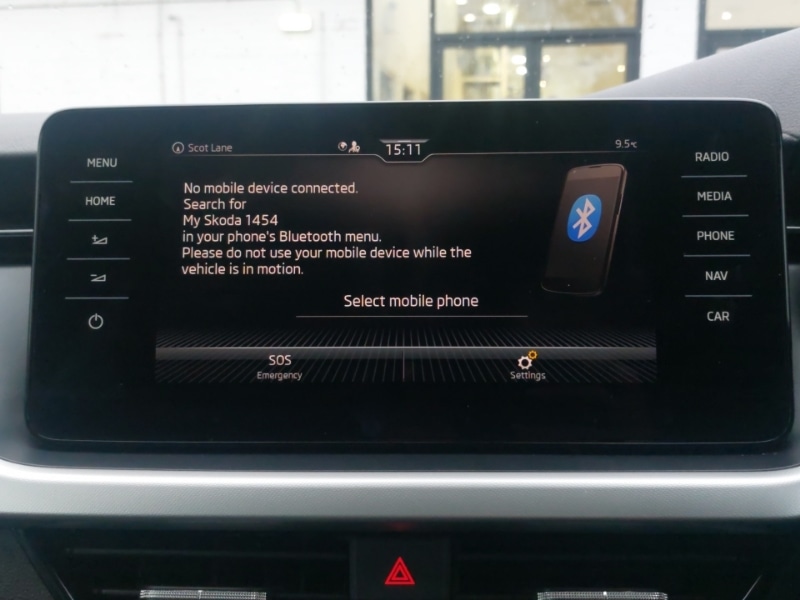 Scot Lane 15:11 9.5°C
MENU
HOME
RADIO
MEDIA
PHONE
NAV
CAR
No mobile device connected.
Search for
My Skoda 1454
in your phone's Bluetooth menu.
Please do not use your mobile device while the
vehicle is in motion.
Select mobile phone
SOS
Emergency
Settings